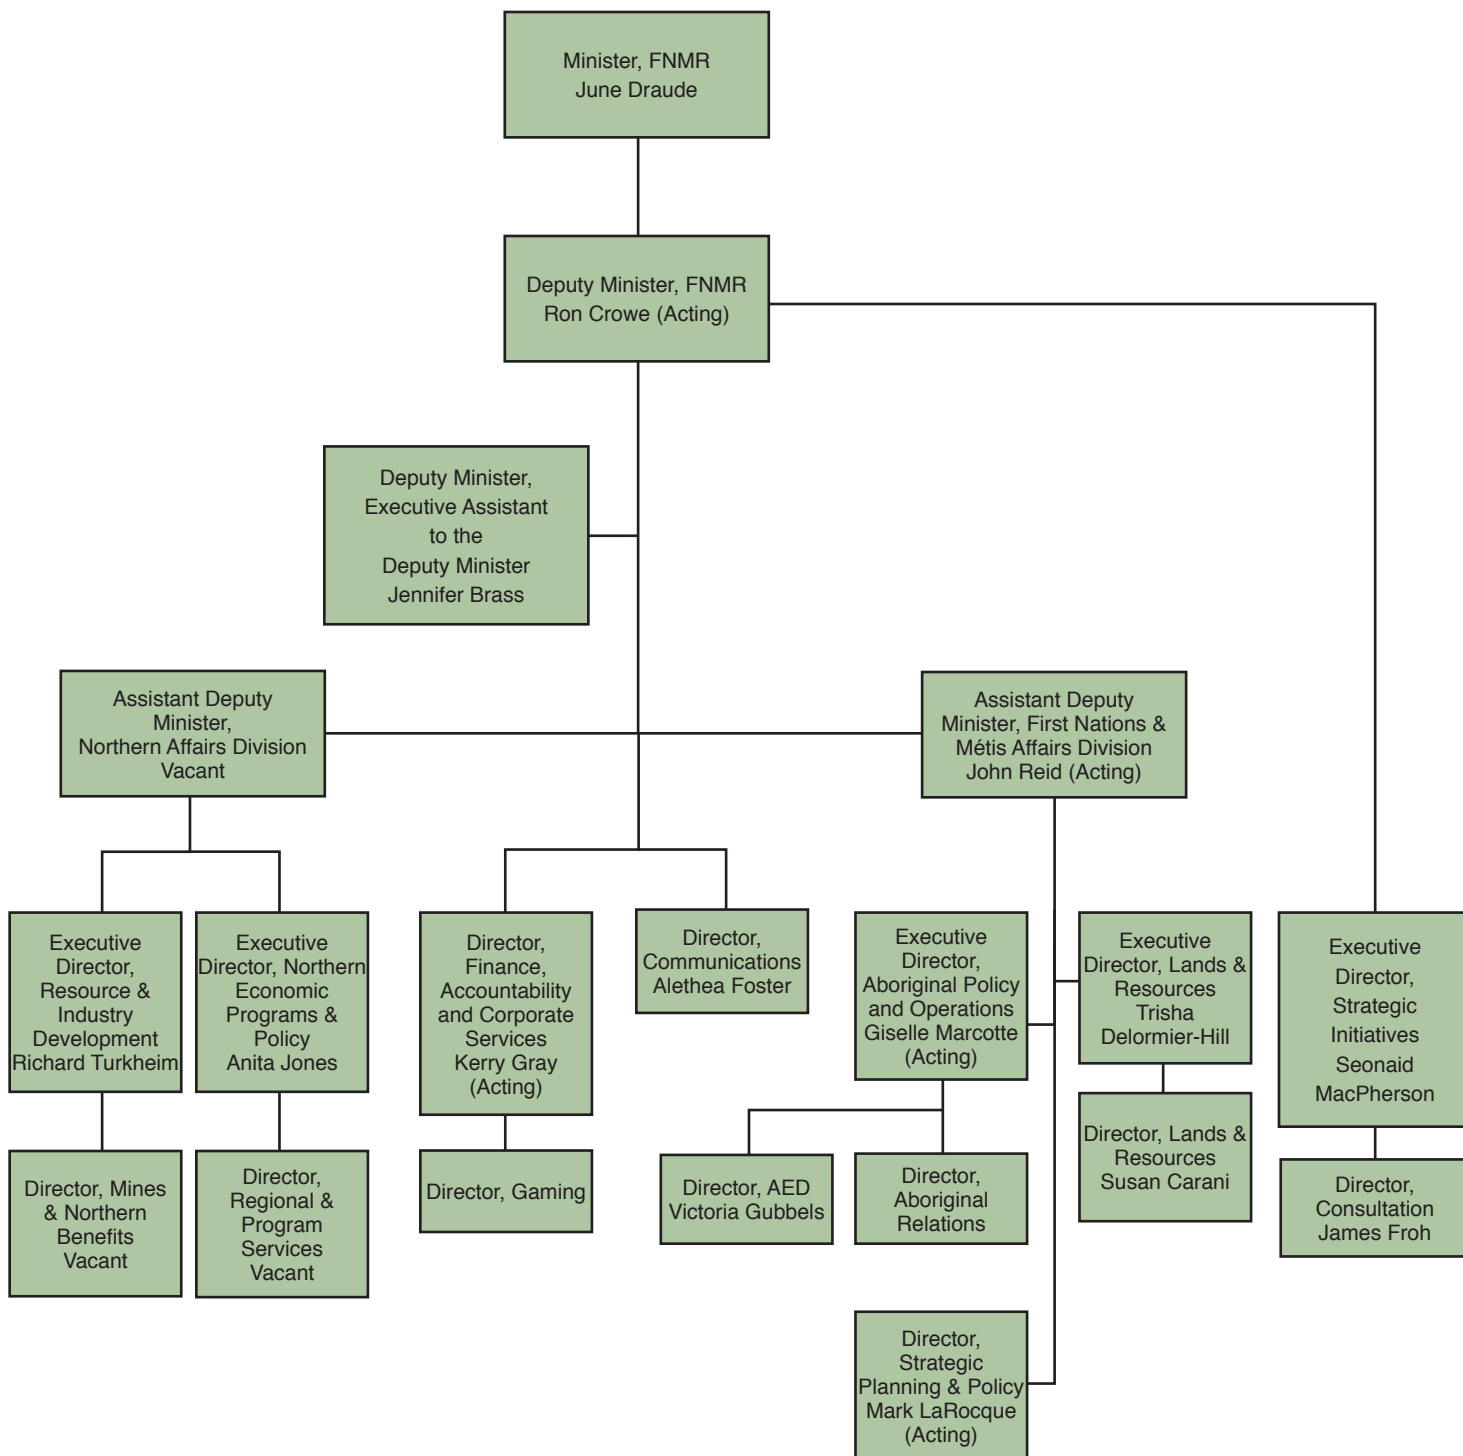 Minister, FNMR
June Draude
Deputy Minister, FNMR
Ron Crowe (Acting)
Deputy Minister,
Executive Assistant
to the
Deputy Minister
Jennifer Brass
Assistant Deputy
Minister,
Northern Affairs Division
Vacant
Assistant Deputy
Minister, First Nations &
Métis Affairs Division
John Reid (Acting)
Executive
Director,
Resource &
Industry
Development
Richard Turkheim
Executive
Director, Northern
Economic
Programs &
Policy
Anita Jones
Director,
Finance,
Accountability
and Corporate
Services
Kerry Gray
(Acting)
Director,
Communications
Alethea Foster
Executive
Director,
Aboriginal Policy
and Operations
Giselle Marcotte
(Acting)
Executive
Director, Lands &
Resources
Trisha
Delormier-Hill
Executive
Director,
Strategic
Initiatives
Seonaid
MacPherson
Director, Mines
& Northern
Benefits
Vacant
Director,
Regional &
Program
Services
Vacant
Director, Gaming
Director, AED
Victoria Gubbels
Director,
Aboriginal
Relations
Director, Lands &
Resources
Susan Carani
Director,
Consultation
James Froh
Director,
Strategic
Planning & Policy
Mark LaRocque
(Acting)